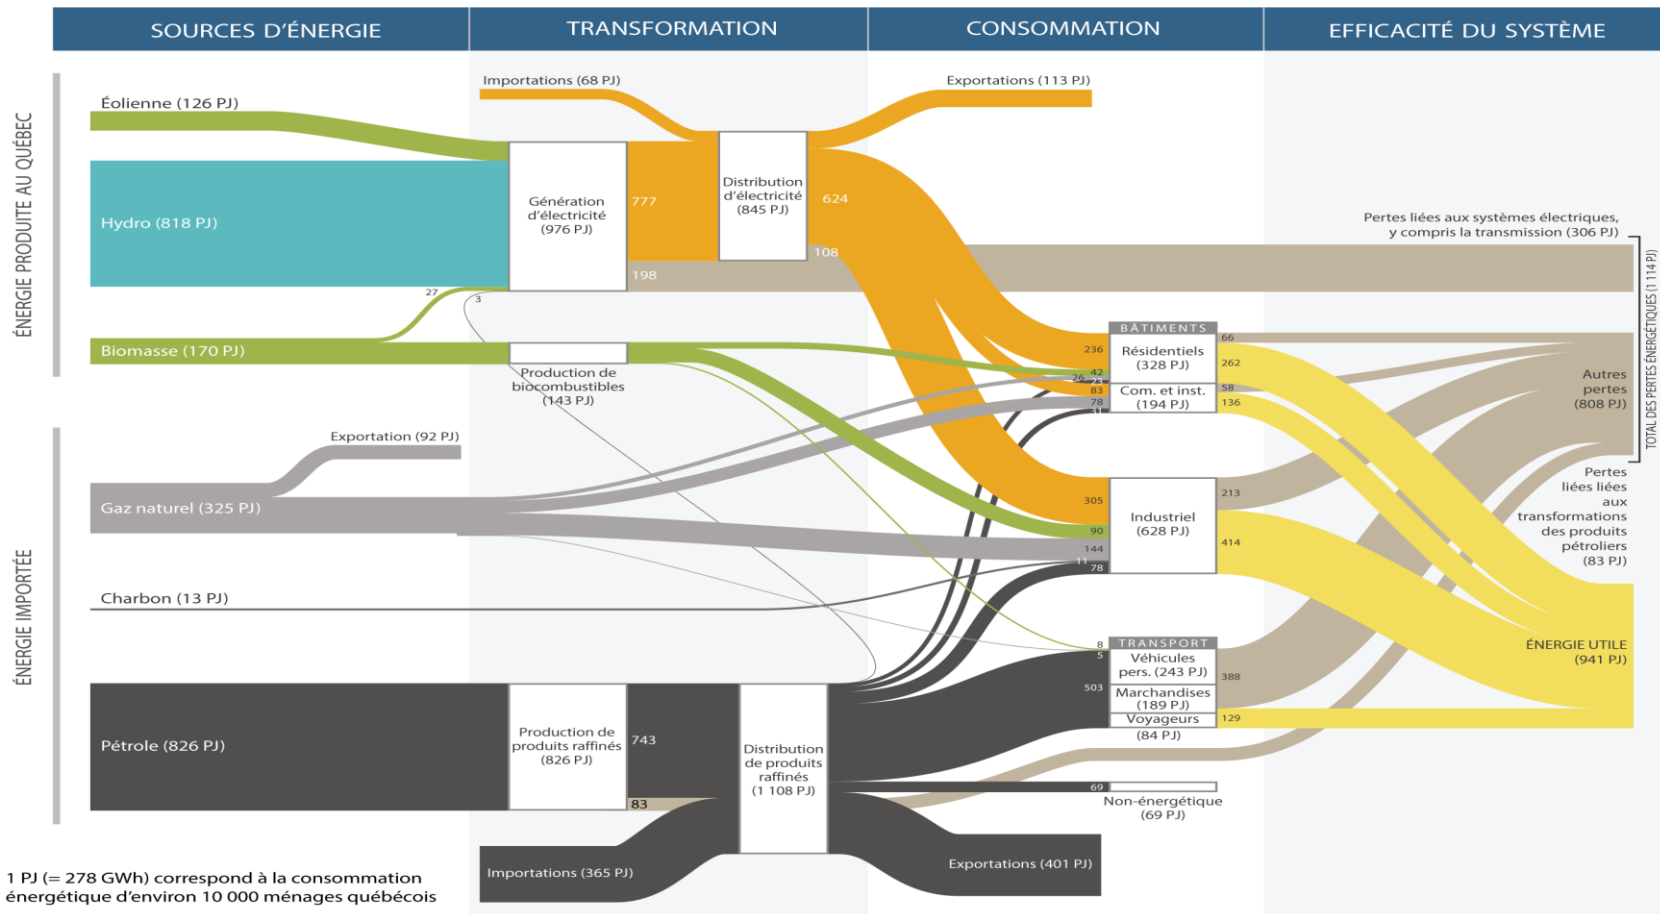 SOURCES D'ÉNERGIE
TRANSFORMATION
CONSOMMATION
EFFICACITÉ DU SYSTÈME
ÉNERGIE PRODUITE AU QUÉBEC
Éolienne (126 PJ)
Hydro (818 PJ)
27
3
Biomasse (170 PJ)
ÉNERGIE IMPORTÉE
Exportation (92 PJ)
Gaz naturel (325 PJ)
Charbon (13 PJ)
Pétrole (826 PJ)
Importations (68 PJ)
Génération
d'électricité
(976 PJ)
777
198
Distribution
d'électricité
(845 PJ)
624
108
Production de
biocombustibles
(143 PJ)
Production de
produits raffinés
(826 PJ)
743
83
Distribution
de produits
raffinés
(1 108 PJ)
Importations (365 PJ)
Exportations (113 PJ)
BÂTIMENTS
Résidentiels
(328 PJ)
Com. et inst.
(194 PJ)
236
42
26
23
83
78
31
66
262
58
136
Industriel
(628 PJ)
305
90
144
11
78
213
414
TRANSPORT
Véhicules
pers. (243 PJ)
Marchandises
(189 PJ)
Voyageurs
(84 PJ)
8
5
503
388
129
69
Non-énergétique
(69 PJ)
Exportations (401 PJ)
Pertes liées aux systèmes électriques,
y compris la transmission (306 PJ)
Autres
pertes
(808 PJ)
TOTAL DES PERTES ÉNERGÉTIQUES (1 114 PJ)
Pertes
liées liées
aux
transformations
des produits
pétroliers
(83 PJ)
ÉNERGIE UTILE
(941 PJ)
1 PJ (= 278 GWh) correspond à la consommation
énergétique d'environ 10 000 ménages québécois